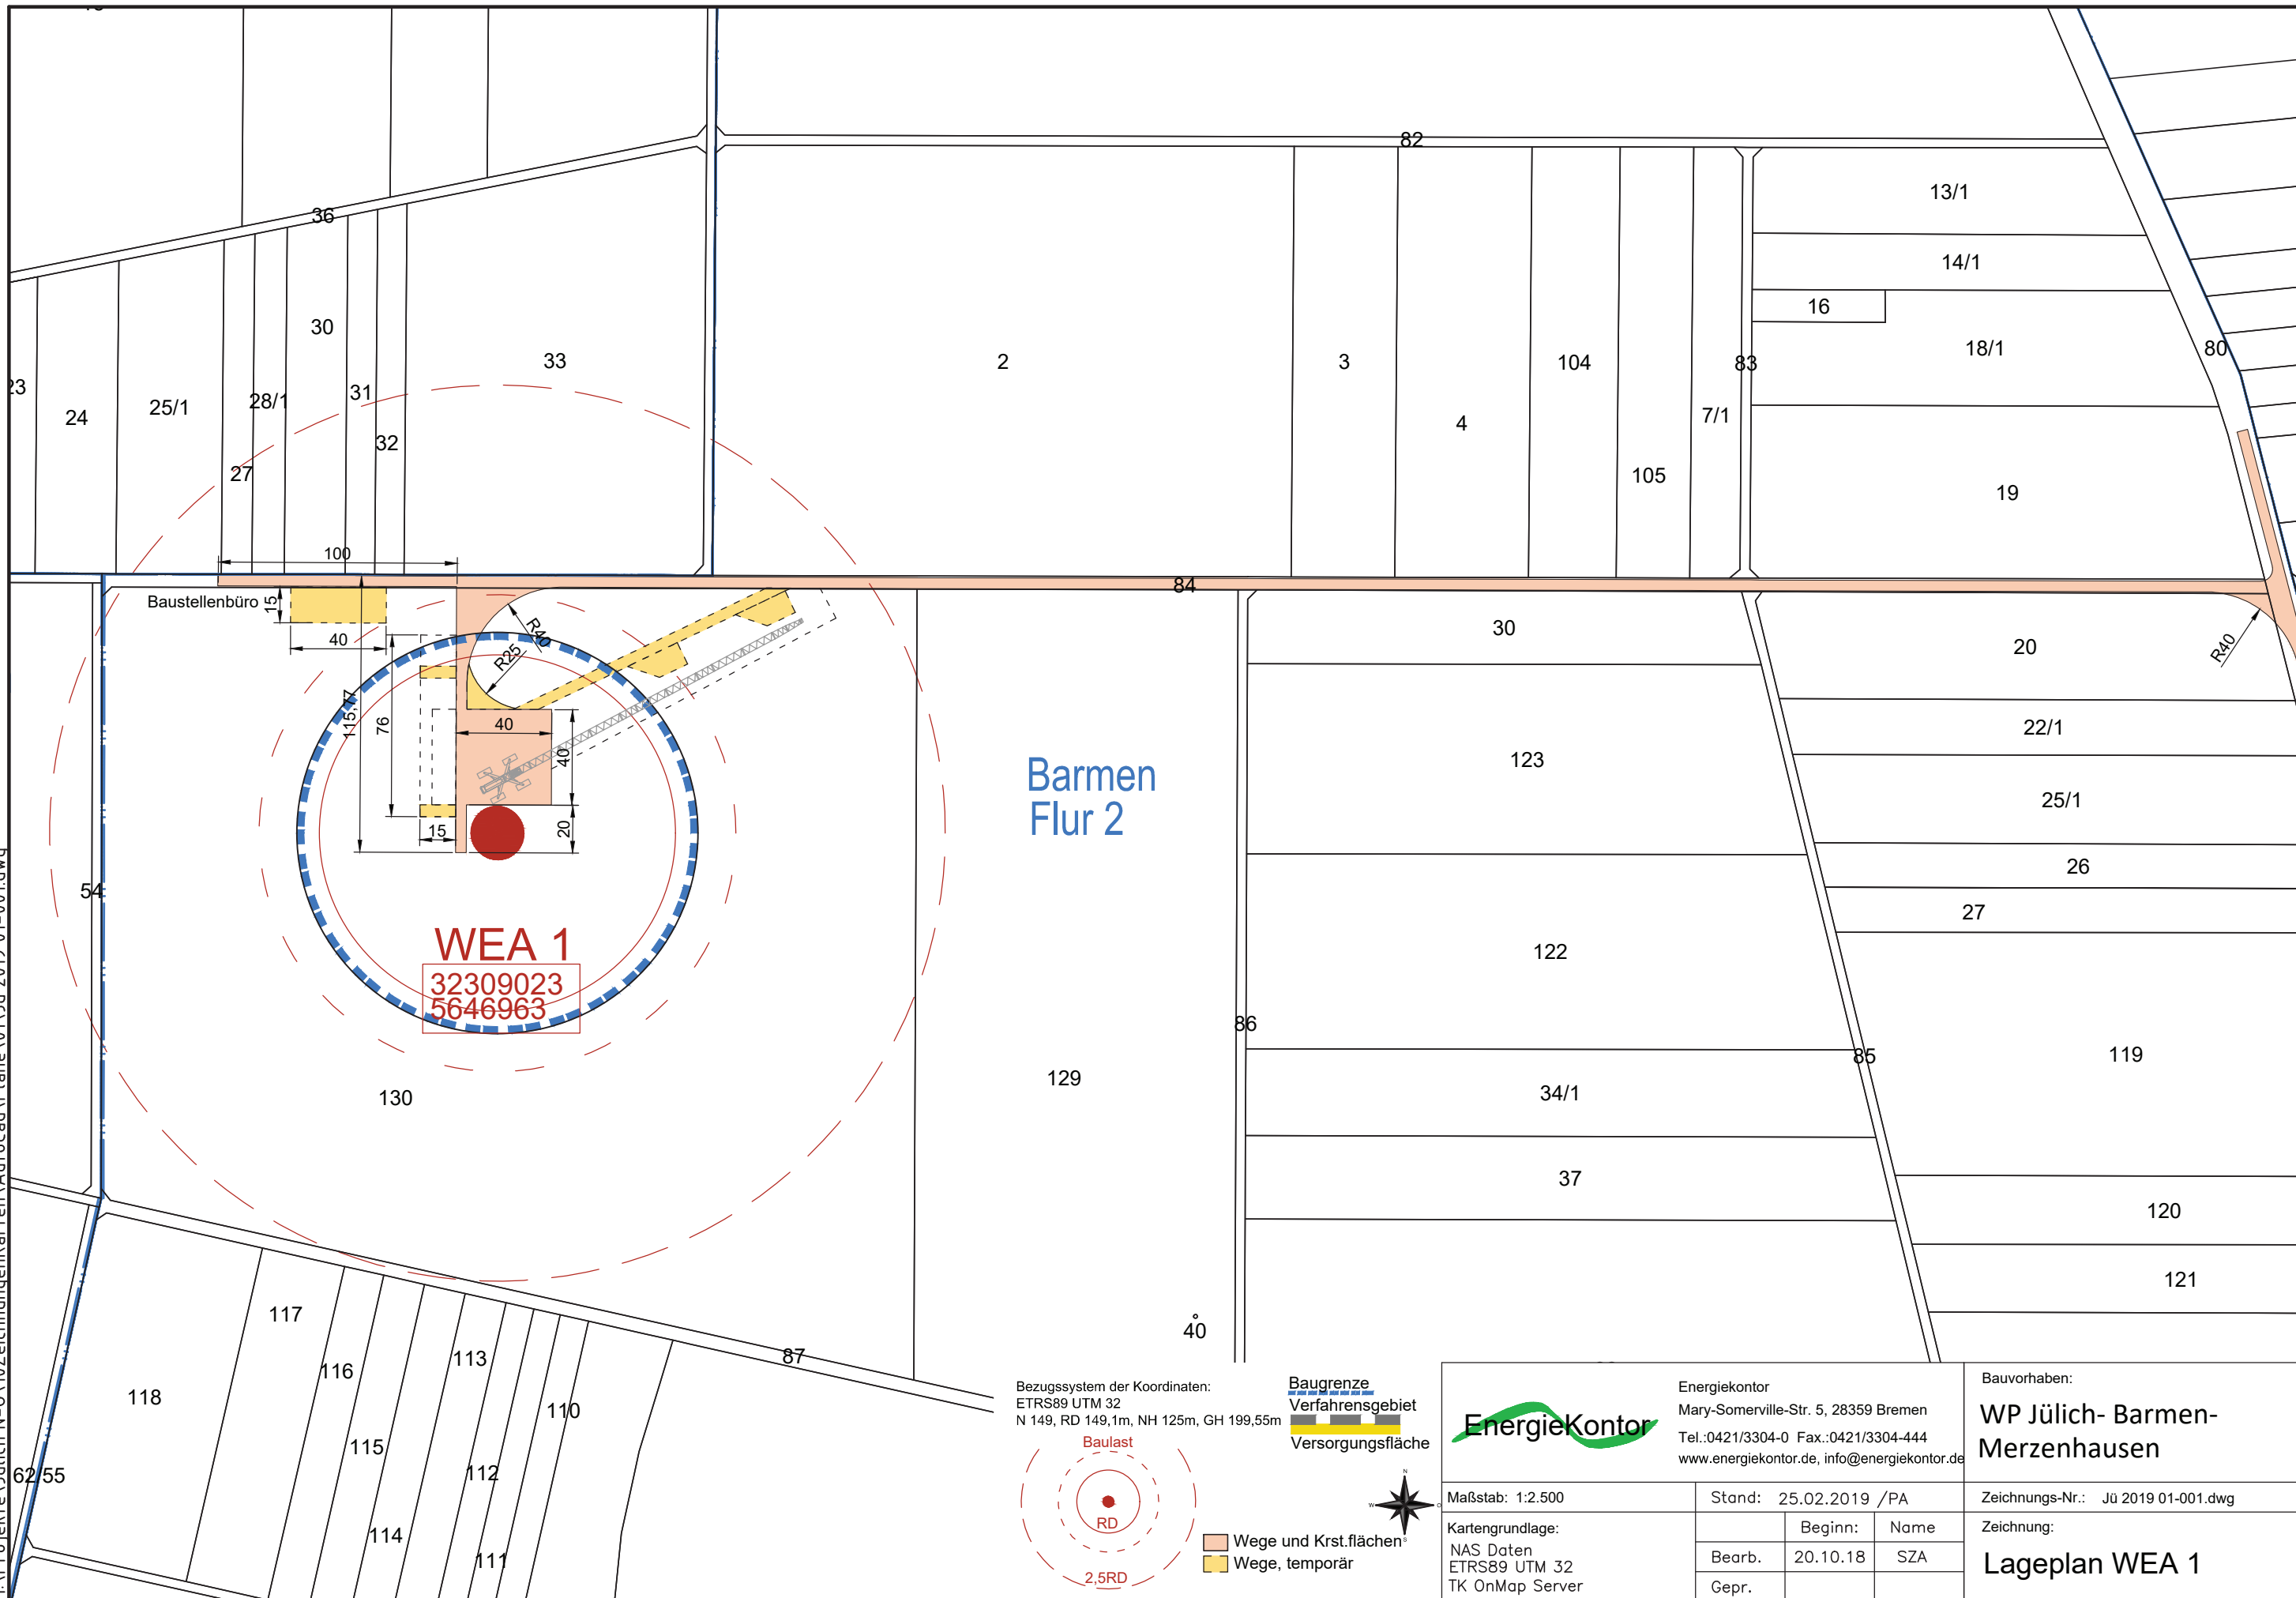 82
36
13/1
14/1
16
18/1
80
30
33
2
3
104
83
23
24
25/1
28/1
31
4
7/1
32
27
105
19
100
84
Baustellenbüro
15
40
R40
R25
30
20
R40
115,77
76
40
40
22/1
123
Barmen
Flur 2
25/1
15
20
26
54
27
WEA 1
32309023
5646963
122
86
85
119
129
130
34/1
37
120
121
117
40
87
116
113
118
110
115
112
62
55
114
111
Bezugssystem der Koordinaten:
ETRS89 UTM 32
N 149, RD 149,1m, NH 125m, GH 199,55m
Baulast
RD
2,5RD
Baugrenze
Verfahrensgebiet
Versorgungsfläche
N
W
O
S
Wege und Krst.flächen
Wege, temporär
EnergieKontor
Energiekontor
Mary-Somerville-Str. 5, 28359 Bremen
Tel.:0421/3304-0 Fax.:0421/3304-444
www.energiekontor.de, info@energiekontor.de
Bauvorhaben:
WP Jülich- Barmen-
Merzenhausen
Maßstab: 1:2.500
Stand: 25.02.2019 /PA
Zeichnungs-Nr.: Jü 2019 01-001.dwg
Kartengrundlage:
NAS Daten
ETRS89 UTM 32
TK OnMap Server
Beginn: Name
Bearb. 20.10.18 SZA
Gepr.
Zeichnung:
Lageplan WEA 1